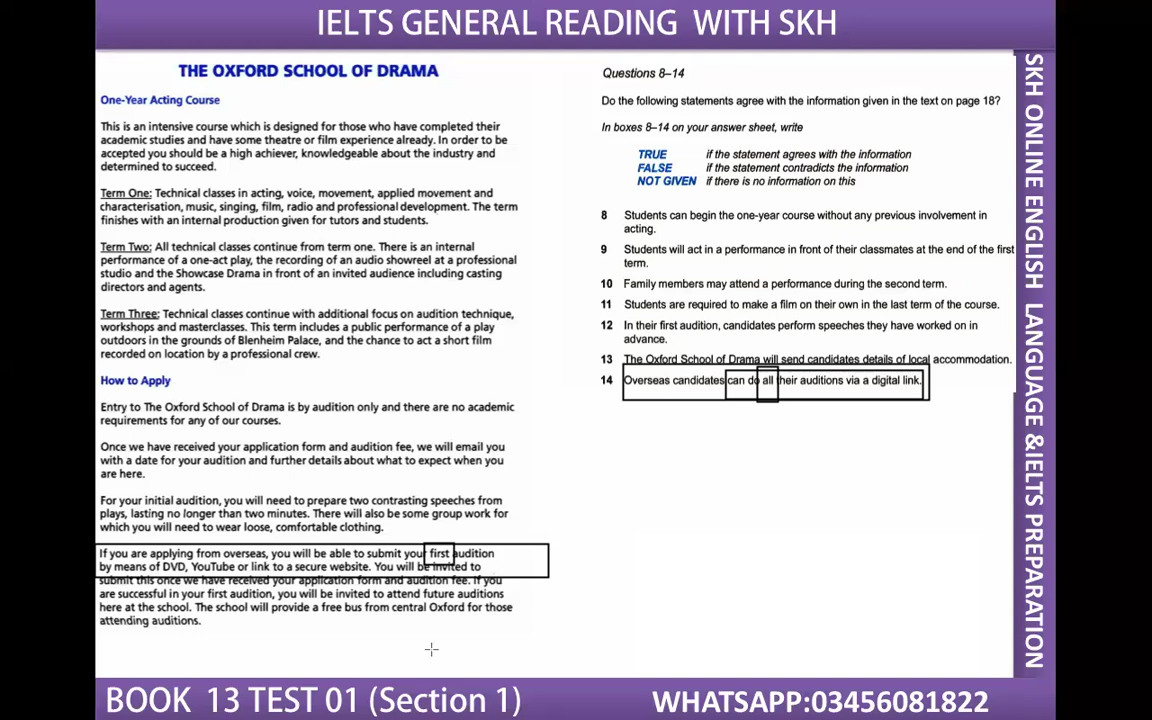 IELTS GENERAL READING WITH SKH
THE OXFORD SCHOOL OF DRAMA
One-Year Acting Course
This is an intensive course which is designed for those who have completed their
academic studies and have some theatre or film experience already. In order to be
accepted you should be a high achiever, knowledgeable about the industry and
determined to succeed.
Term One: Technical classes in acting, voice, movement, applied movement and
characterisation, music, singing, film, radio and professional development. The term
finishes with an internal production given for tutors and students.
Term Two: All technical classes continue from term one. There is an internal
performance of a one-act play, the recording of an audio showreel at a professional
studio and the Showcase Drama in front of an invited audience including casting
directors and agents.
Term Three: Technical classes continue with additional focus on audition technique,
workshops and masterclasses. This term includes a public performance of a play
outdoors in the grounds of Blenheim Palace, and the chance to act a short film
recorded on location by a professional crew.
How to Apply
Entry to The Oxford School of Drama is by audition only and there are no academic
requirements for any of our courses.
Once we have received your application form and audition fee, we will email you
with a date for your audition and further details about what to expect when you
are here.
For your initial audition, you will need to prepare two contrasting speeches from
plays, lasting no longer than two minutes. There will also be some group work for
which you will need to wear loose, comfortable clothing.
If you are applying from overseas, you will be able to submit your first audition
by means of DVD, YouTube or link to a secure website. You will be invited to
submit this once we have received your application form and audition fee. If you
are successful in your first audition, you will be invited to attend future auditions
here at the school. The school will provide a free bus from central Oxford for those
attending auditions.
Questions 8–14
Do the following statements agree with the information given in the text on page 18?
In boxes 8–14 on your answer sheet, write
TRUE if the statement agrees with the information
FALSE if the statement contradicts the information
NOT GIVEN if there is no information on this
8 Students can begin the one-year course without any previous involvement in
acting.
9 Students will act in a performance in front of their classmates at the end of the first
term.
10 Family members may attend a performance during the second term.
11 Students are required to make a film on their own in the last term of the course.
12 In their first audition, candidates perform speeches they have worked on in
advance.
13 The Oxford School of Drama will send candidates details of local accommodation.
14 Overseas candidates can do all their auditions via a digital link.
SKH ONLINE ENGLISH LANGUAGE &IELTS PREPARATION
BOOK 13 TEST 01 (Section 1)
WHATSAPP:03456081822